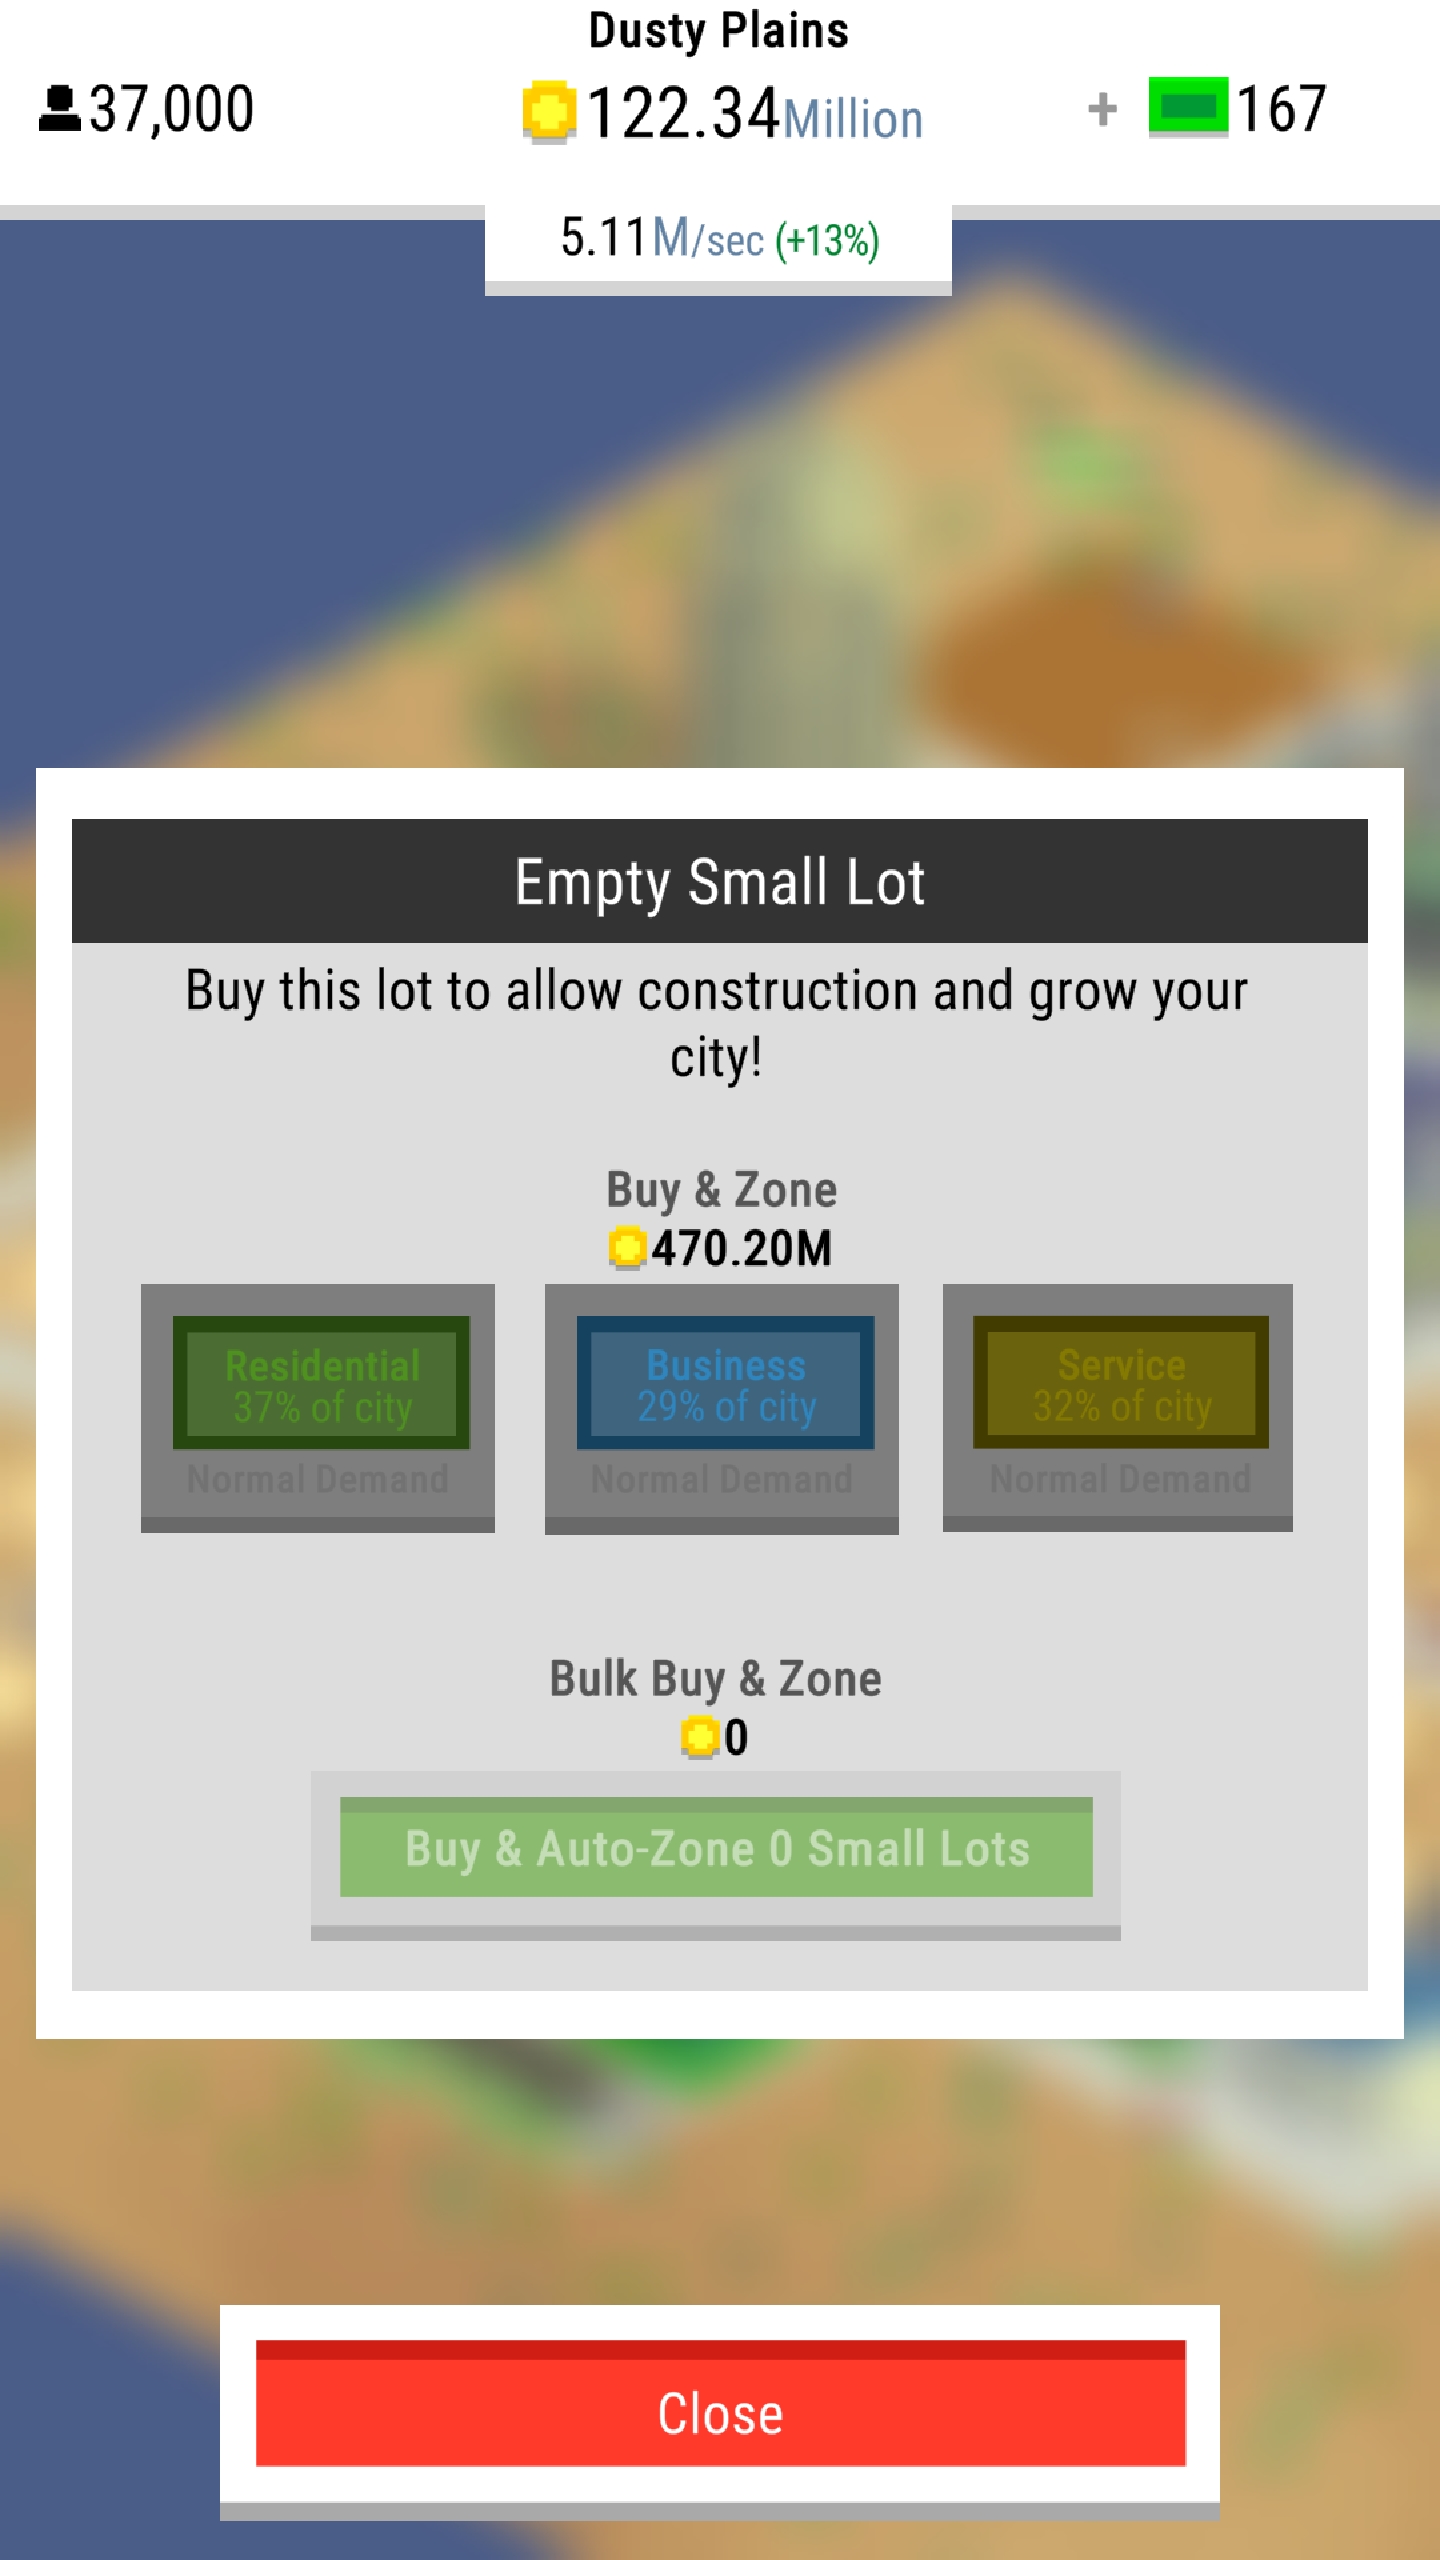 Dusty Plains
37,000
122.34Million
+ 167
5.11M/sec (+13%)
Empty Small Lot
Buy this lot to allow construction and grow your
city!
Buy & Zone
470.20M
Residential
37% of city
Normal Demand
Business
29% of city
Normal Demand
Service
32% of city
Normal Demand
Bulk Buy & Zone
0
Buy & Auto-Zone 0 Small Lots
Close